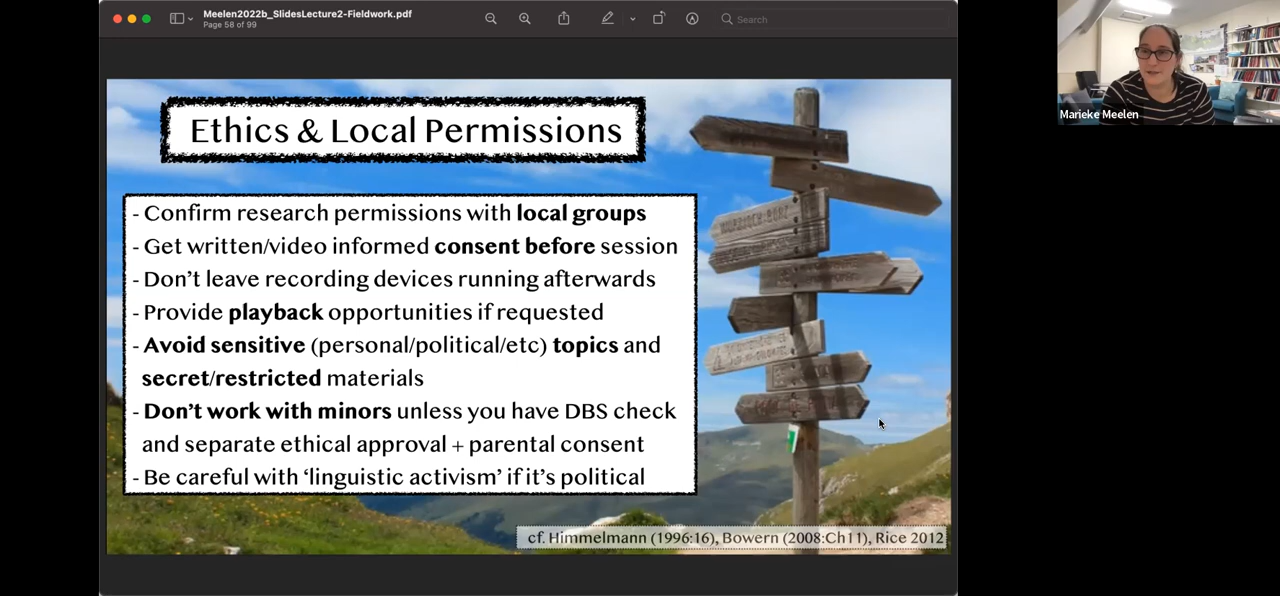 Meelen2022b_SlidesLecture2-Fieldwork.pdf
Page 58 of 99
Search
Marieke Meelen
Ethics & Local Permissions
- Confirm research permissions with local groups
- Get written/video informed consent before session
- Don't leave recording devices running afterwards
- Provide playback opportunities if requested
- Avoid sensitive (personal/political/etc) topics and
secret/restricted materials
- Don't work with minors unless you have DBS check
and separate ethical approval + parental consent
- Be careful with ‘linguistic activism’ if it's political
cf. Himmelmann (1996:16), Bowern (2008:Ch11), Rice 2012